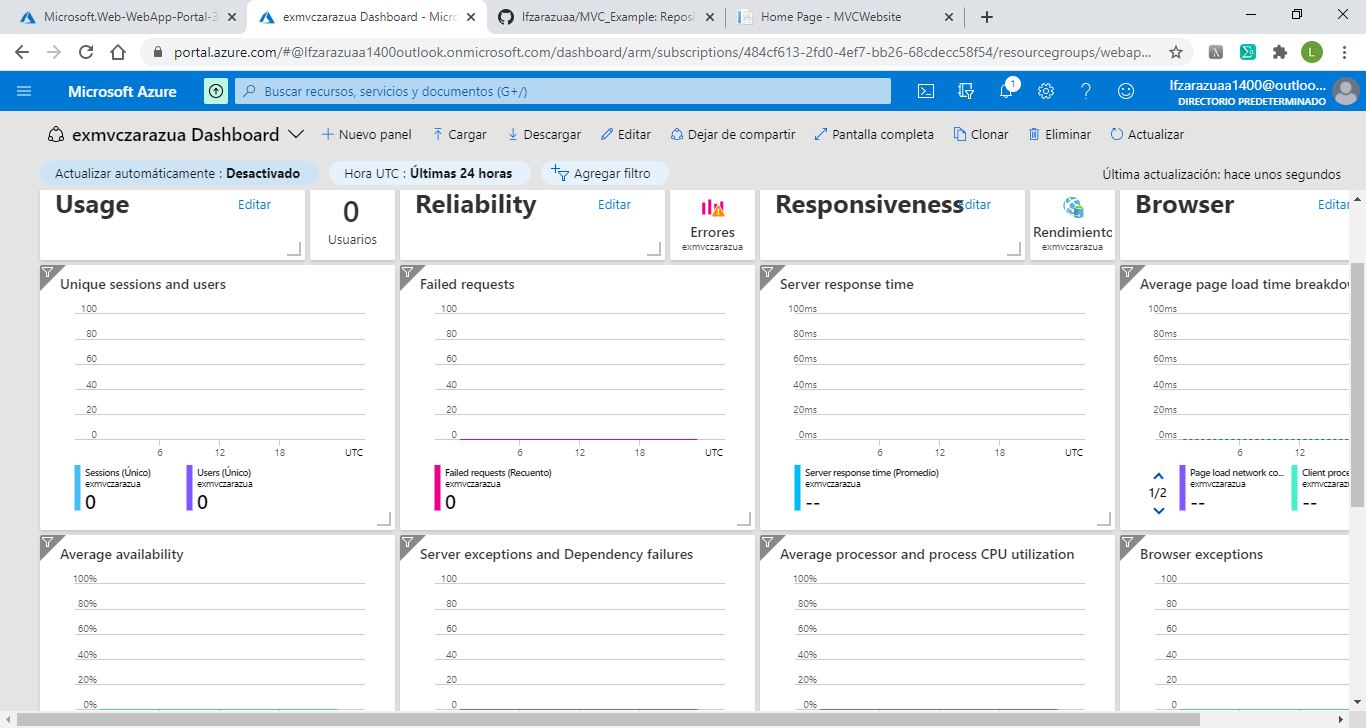 Microsoft.Web-WebApp-Portal-3
exmvczarazua Dashboard - Micro
lfzarazuaa/MVC_Example: Reposi
Home Page - MVCWebsite
portal.azure.com/#@lfzarazuaa1400outlook.onmicrosoft.com/dashboard/arm/subscriptions/484cf613-2fd0-4ef7-bb26-68cdecc58f54/resourcegroups/webap...
L
Microsoft Azure
Buscar recursos, servicios y documentos (G+/)
1
lfzarazuaa1400@outloo...
DIRECTORIO PREDETERMINADO
exmvczarazua Dashboard
Nuevo panel
Cargar
Descargar
Editar
Dejar de compartir
Pantalla completa
Clonar
Eliminar
Actualizar
Actualizar automáticamente : Desactivado
Hora UTC : Últimas 24 horas
Agregar filtro
Última actualización: hace unos segundos
Usage
Editar
0
Usuarios
Reliability
Editar
Errores
exmvczarazua
Responsiveness
Editar
Rendimiento
exmvczarazua
Browser
Editar
Unique sessions and users
100
80
60
40
20
0
6 12 18 UTC
Sessions (Único)
exmvczarazua
0
Users (Único)
exmvczarazua
0
Failed requests
100
80
60
40
20
0
6 12 18 UTC
Failed requests (Recuento)
exmvczarazua
0
Server response time
100ms
80ms
60ms
40ms
20ms
0ms
6 12 18 UTC
Server response time (Promedio)
exmvczarazua
--
Average page load time breakdow
100ms
80ms
60ms
40ms
20ms
0ms
6 12
1/2
Page load network co...
exmvczarazua
--
Client proce
exmvczarazu
--
Average availability
100%
80%
60%
40%
20%
0%
Server exceptions and Dependency failures
100
80
60
40
20
0
Average processor and process CPU utilization
100%
80%
60%
40%
20%
0%
Browser exceptions
100
80
60
40
20
0